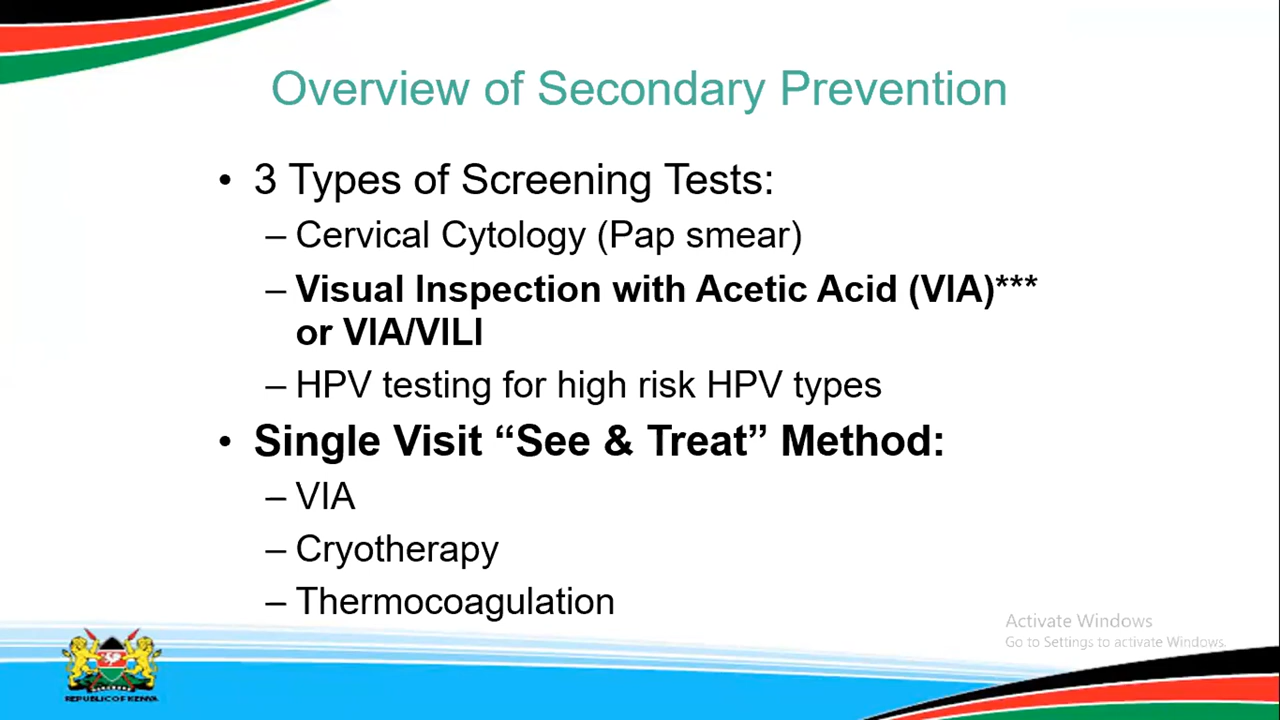 Overview of Secondary Prevention
• 3 Types of Screening Tests:
– Cervical Cytology (Pap smear)
– Visual Inspection with Acetic Acid (VIA)***
or VIA/VILI
– HPV testing for high risk HPV types
• Single Visit “See & Treat” Method:
– VIA
– Cryotherapy
– Thermocoagulation
Activate Windows
Go to Settings to activate Windows.
REPUBLIC OF KENYA